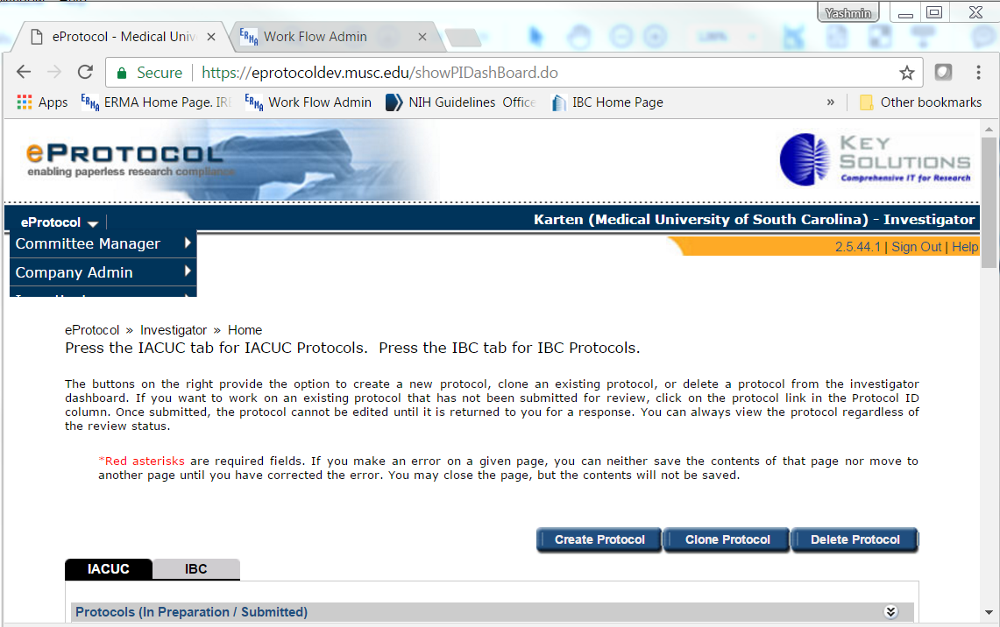 Yashmin
eProtocol - Medical Univ
Work Flow Admin
Secure
https://eprotocoldev.musc.edu/showPIDashBoard.do
Apps
ERMA Home Page. IR
ERMA Work Flow Admin
NIH Guidelines Office
IBC Home Page
»
Other bookmarks
ePROTOCOL
enabling paperless research compliance
KEY
SOLUTIONS
Comprehensive IT for Research
eProtocol
Karten (Medical University of South Carolina) - Investigator
Committee Manager
2.5.44.1 | Sign Out | Help
Company Admin
eProtocol » Investigator » Home
Press the IACUC tab for IACUC Protocols. Press the IBC tab for IBC Protocols.
The buttons on the right provide the option to create a new protocol, clone an existing protocol, or delete a protocol from the investigator
dashboard. If you want to work on an existing protocol that has not been submitted for review, click on the protocol link in the Protocol ID
column. Once submitted, the protocol cannot be edited until it is returned to you for a response. You can always view the protocol regardless of
the review status.
*Red asterisks are required fields. If you make an error on a given page, you can neither save the contents of that page nor move to
another page until you have corrected the error. You may close the page, but the contents will not be saved.
Create Protocol
Clone Protocol
Delete Protocol
IACUC
IBC
Protocols (In Preparation / Submitted)